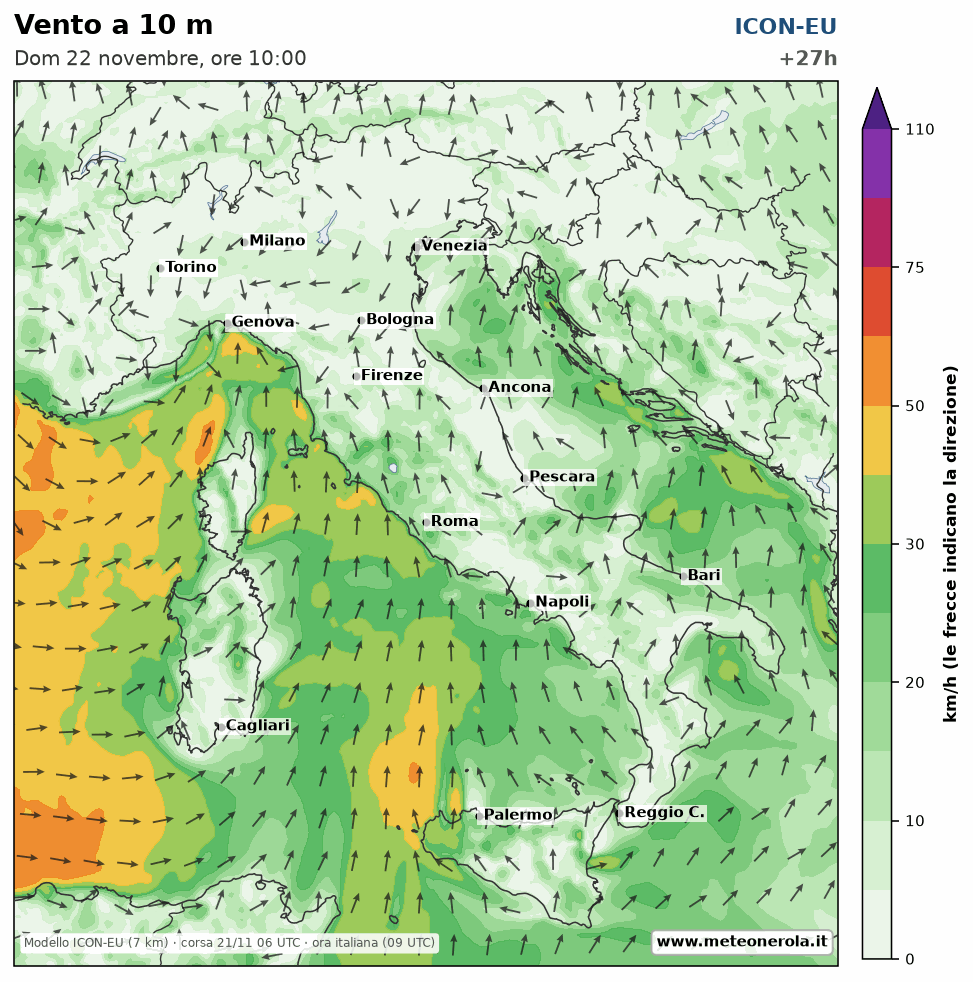 Vento a 10 m
ICON-EU
Dom 22 novembre, ore 10:00
+27h
110
75
50
30
20
10
0
km/h (le frecce indicano la direzione)
Milano
Venezia
Torino
Genova
Bologna
Firenze
Ancona
Pescara
Roma
Bari
Napoli
Cagliari
Palermo
Reggio C.
Modello ICON-EU (7 km) · corsa 21/11 06 UTC · ora italiana (09 UTC)
www.meteonerola.it